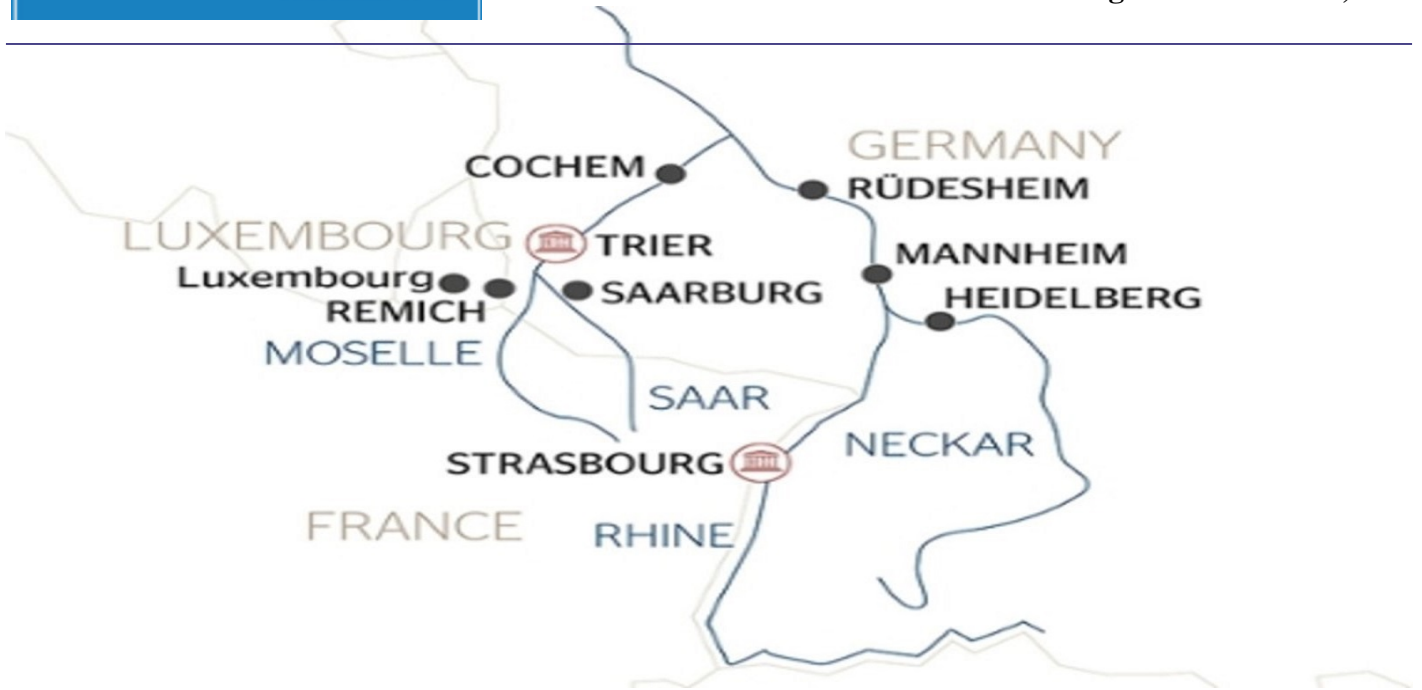 GERMANY
COCHEM
RÜDESHEIM
LUXEMBOURG
TRIER
MANNHEIM
Luxembourg
SAARBURG
HEIDELBERG
REMICH
MOSELLE
SAAR
NECKAR
STRASBOURG
FRANCE
RHINE